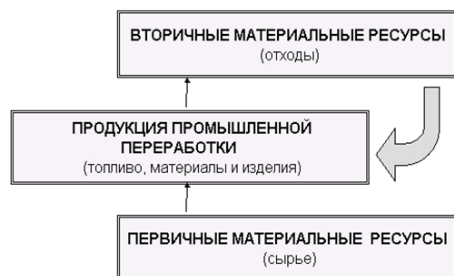 ВТОРИЧНЫЕ МАТЕРИАЛЬНЫЕ РЕСУРСЫ
(отходы)
ПРОДУКЦИЯ ПРОМЫШЛЕННОЙ
ПЕРЕРАБОТКИ
(топливо, материалы и изделия)
ПЕРВИЧНЫЕ МАТЕРИАЛЬНЫЕ РЕСУРСЫ
(сырье)